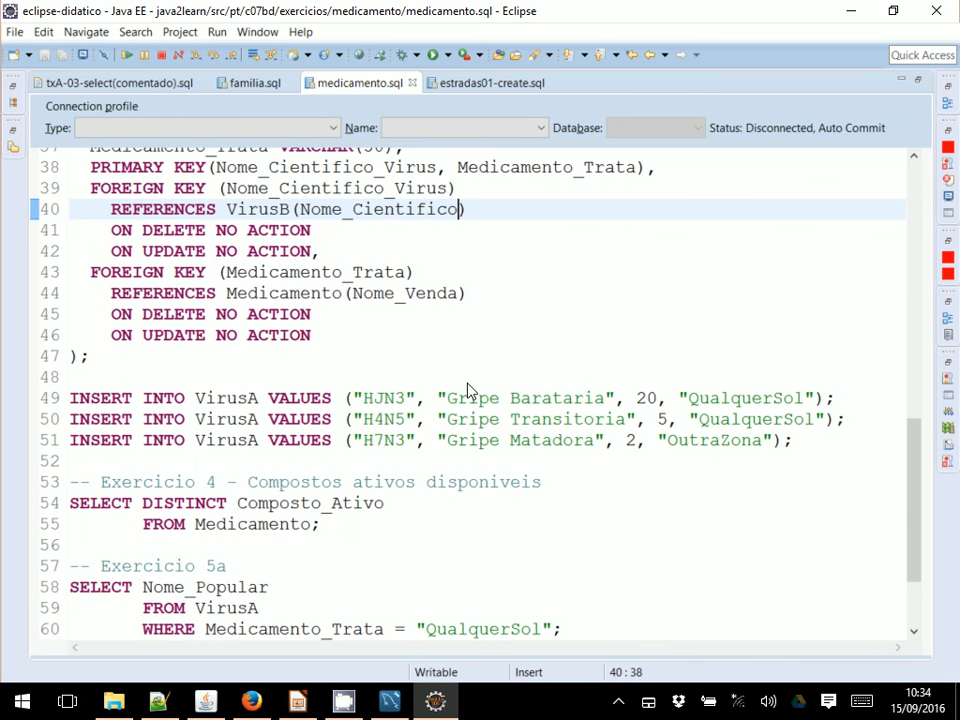 eclipse-didatico - Java EE - java2learn/src/pt/c07bd/exercicios/medicamento/medicamento.sql - Eclipse
File Edit Navigate Search Project Run Window Help
Quick Access
txA-03-select(comentado).sql familia.sql medicamento.sql estradas01-create.sql
Connection profile
Type: Name: Database: Status: Disconnected, Auto Commit
37 Medicamento_Trata VARCHAR(50),
38 PRIMARY KEY(Nome_Cientifico_Virus, Medicamento_Trata),
39 FOREIGN KEY (Nome_Cientifico_Virus)
40 REFERENCES VirusB(Nome_Cientifico)
41 ON DELETE NO ACTION
42 ON UPDATE NO ACTION,
43 FOREIGN KEY (Medicamento_Trata)
44 REFERENCES Medicamento(Nome_Venda)
45 ON DELETE NO ACTION
46 ON UPDATE NO ACTION
47 );
48
49 INSERT INTO VirusA VALUES ("HJN3", "Gripe Barataria", 20, "QualquerSol");
50 INSERT INTO VirusA VALUES ("H4N5", "Gripe Transitoria", 5, "QualquerSol");
51 INSERT INTO VirusA VALUES ("H7N3", "Gripe Matadora", 2, "OutraZona");
52
53 -- Exercicio 4 - Compostos ativos disponiveis
54 SELECT DISTINCT Composto_Ativo
55 FROM Medicamento;
56
57 -- Exercicio 5a
58 SELECT Nome_Popular
59 FROM VirusA
60 WHERE Medicamento_Trata = "QualquerSol";
Writable Insert 40 : 38
10:34
15/09/2016